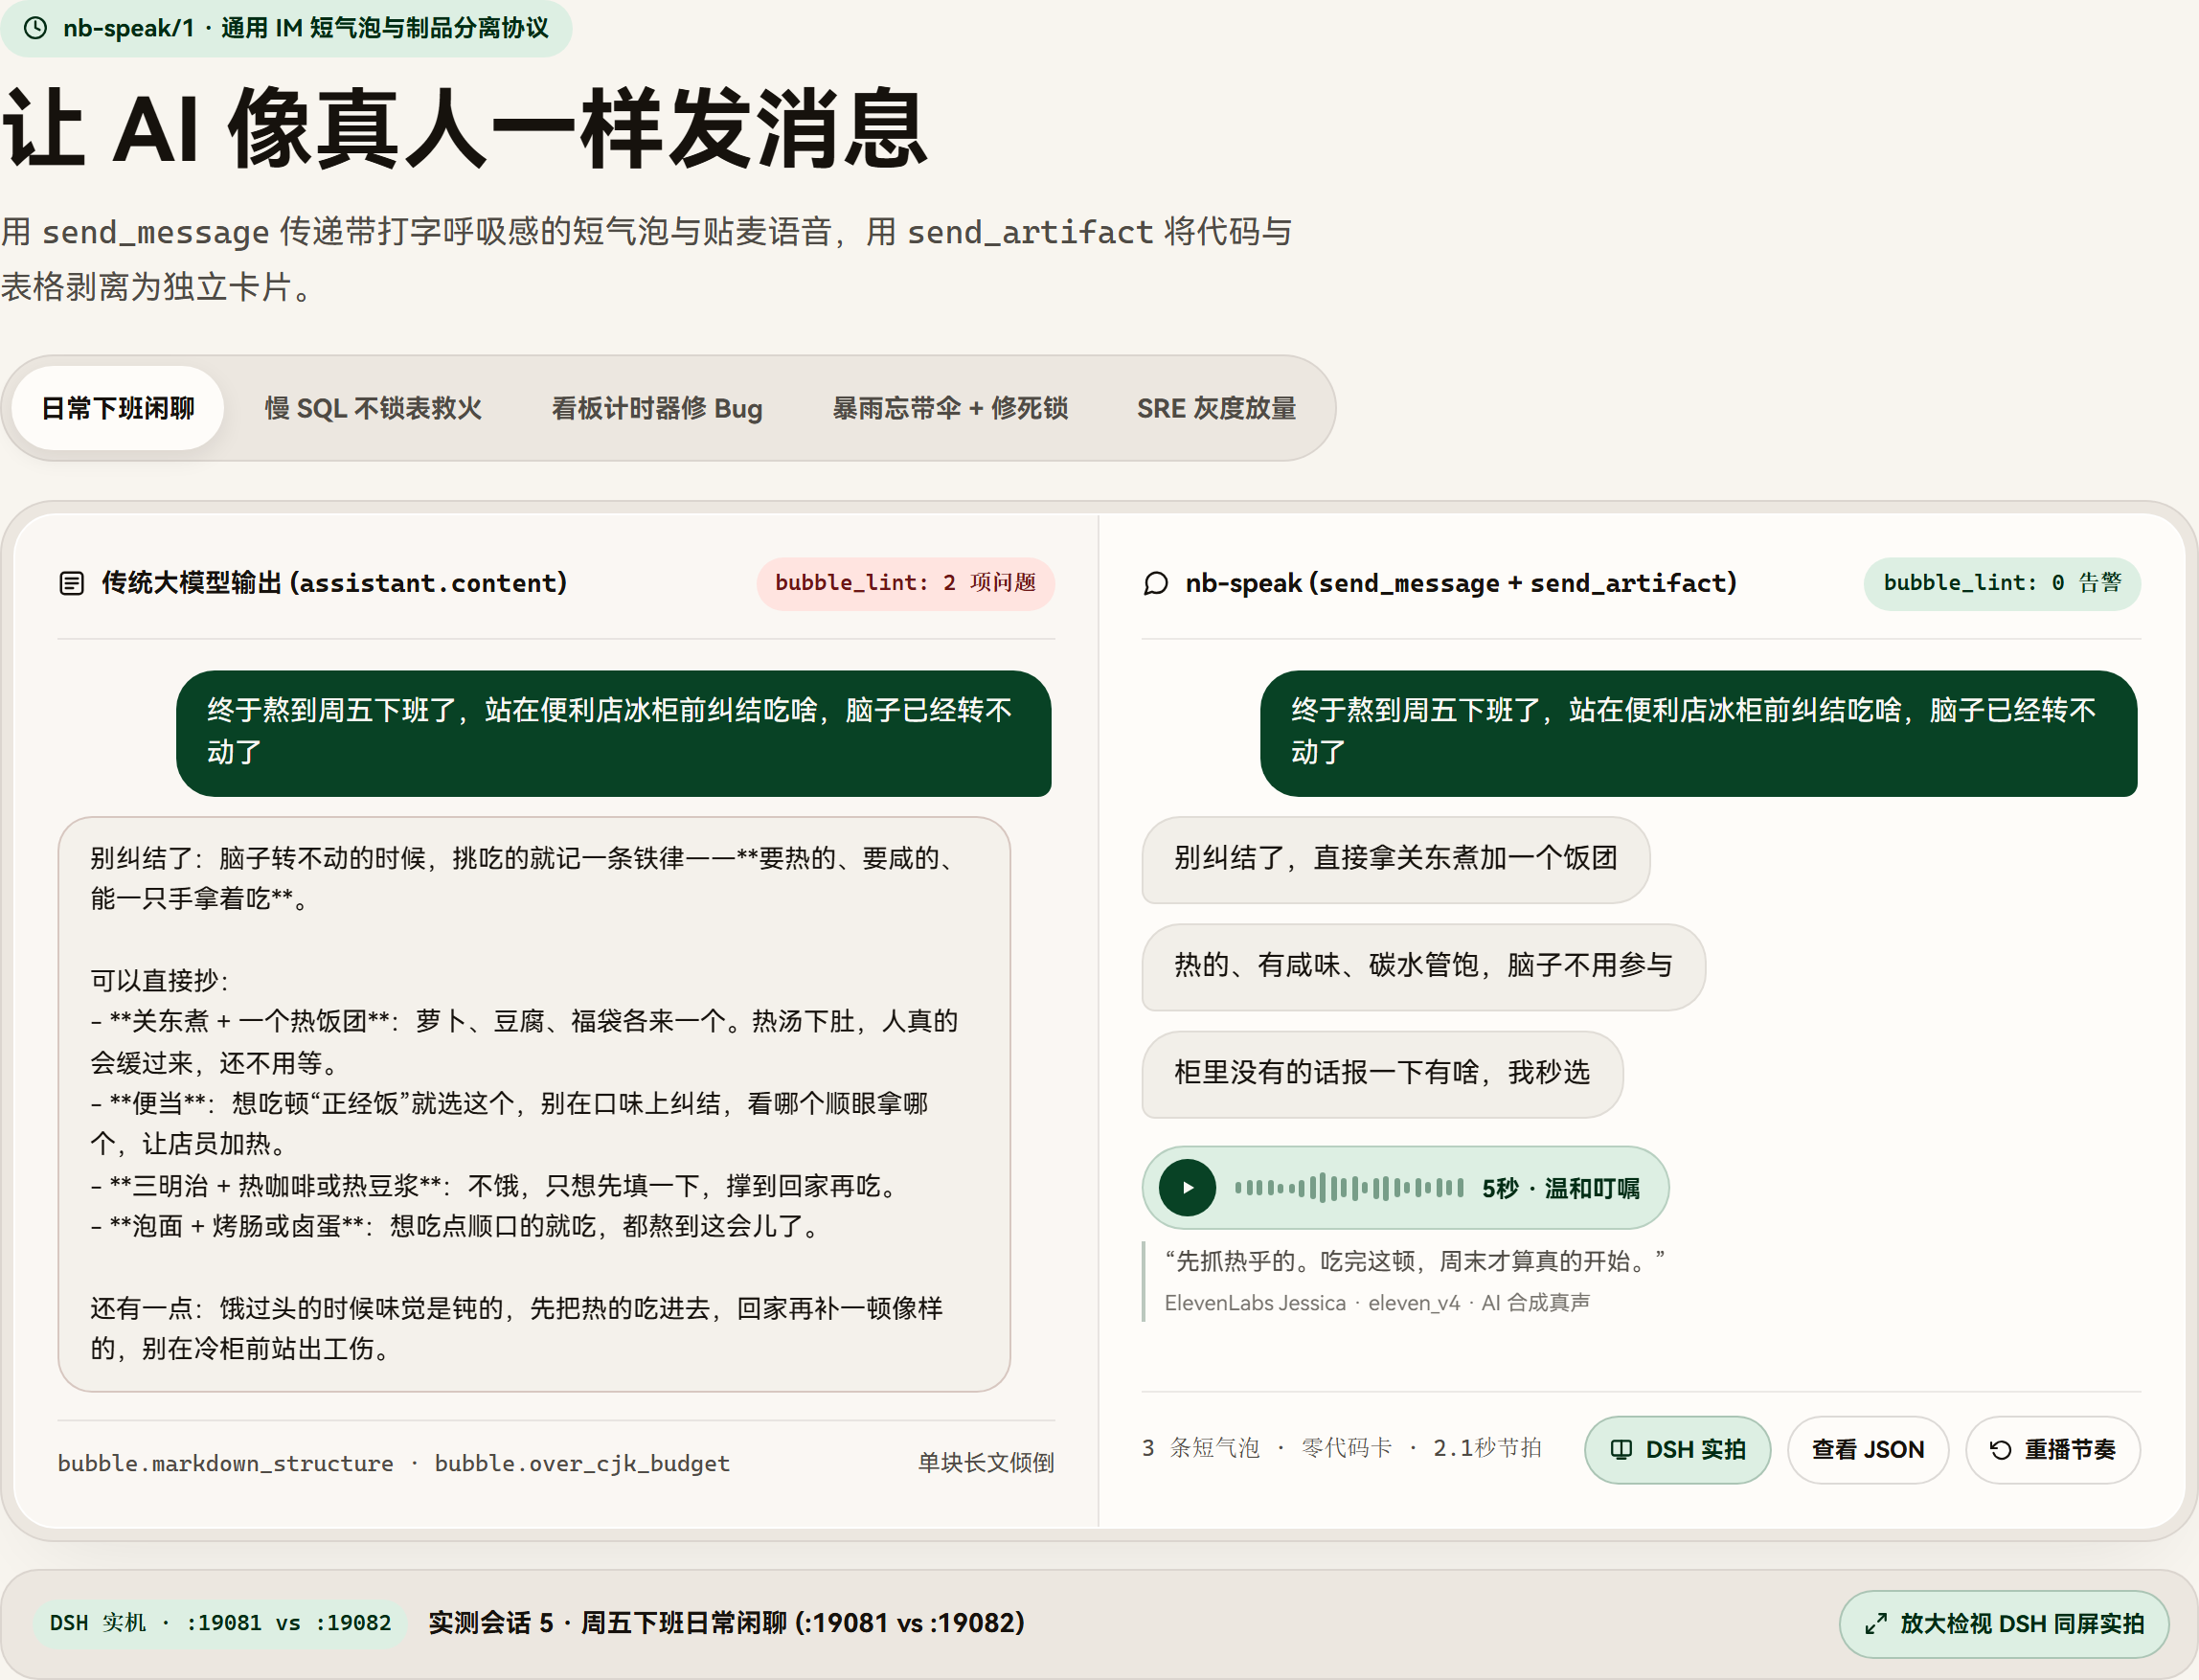 nb-speak/1 · 通用 IM 短气泡与制品分离协议
让 AI 像真人一样发消息
用 send_message 传递带打字呼吸感的短气泡与贴麦语音，用 send_artifact 将代码与
表格剥离为独立卡片。
日常下班闲聊
慢 SQL 不锁表救火
看板计时器修 Bug
暴雨忘带伞 + 修死锁
SRE 灰度放量
传统大模型输出 (assistant.content)
bubble_lint: 2 项问题
终于熬到周五下班了，站在便利店冰柜前纠结吃啥，脑子已经转不
动了
别纠结了：脑子转不动的时候，挑吃的就记一条铁律——**要热的、要咸的、
能一只手拿着吃**。
可以直接抄：
- **关东煮 + 一个热饭团**：萝卜、豆腐、福袋各来一个。热汤下肚，人真的
会缓过来，还不用等。
- **便当**：想吃顿“正经饭”就选这个，别在口味上纠结，看哪个顺眼拿哪
个，让店员加热。
- **三明治 + 热咖啡或热豆浆**：不饿，只想先填一下，撑到回家再吃。
- **泡面 + 烤肠或卤蛋**：想吃点顺口的就吃，都熬到这会儿了。
还有一点：饿过头的时候味觉是钝的，先把热的吃进去，回家再补一顿像样
的，别在冷柜前站出工伤。
bubble.markdown_structure · bubble.over_cjk_budget
单块长文倾倒
nb-speak (send_message + send_artifact)
bubble_lint: 0 告警
终于熬到周五下班了，站在便利店冰柜前纠结吃啥，脑子已经转不
动了
别纠结了，直接拿关东煮加一个饭团
热的、有咸味、碳水管饱，脑子不用参与
柜里没有的话报一下有啥，我秒选
5秒 · 温和叮嘱
“先抓热乎的。吃完这顿，周末才算真的开始。”
ElevenLabs Jessica · eleven_v4 · AI 合成真声
3 条短气泡 · 零代码卡 · 2.1秒节拍
DSH 实拍
查看 JSON
重播节奏
DSH 实机 · :19081 vs :19082
实测会话 5 · 周五下班日常闲聊 (:19081 vs :19082)
放大检视 DSH 同屏实拍